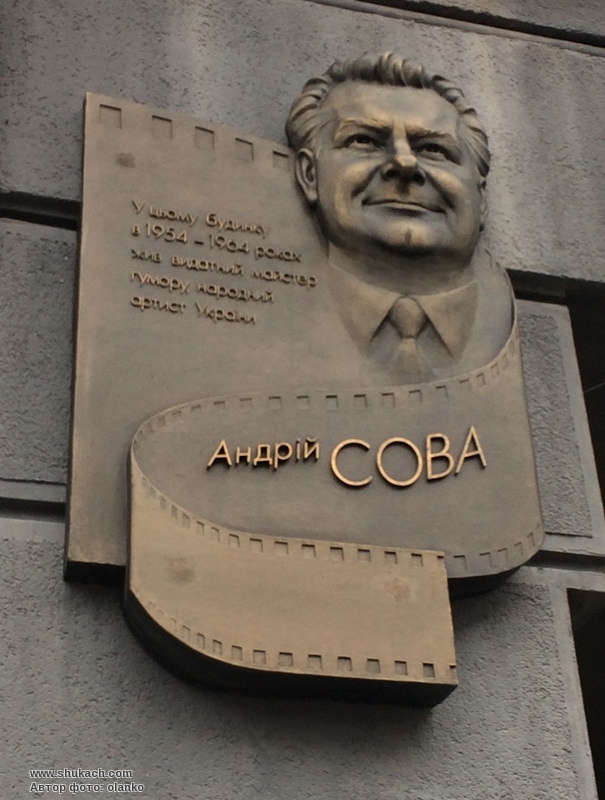 У цьому будинку
в 1954 – 1964 роках
жив видатний майстер
гумору, народний
артист України
Андрій СОВА
www.shukach.com
Автор фото: olanko